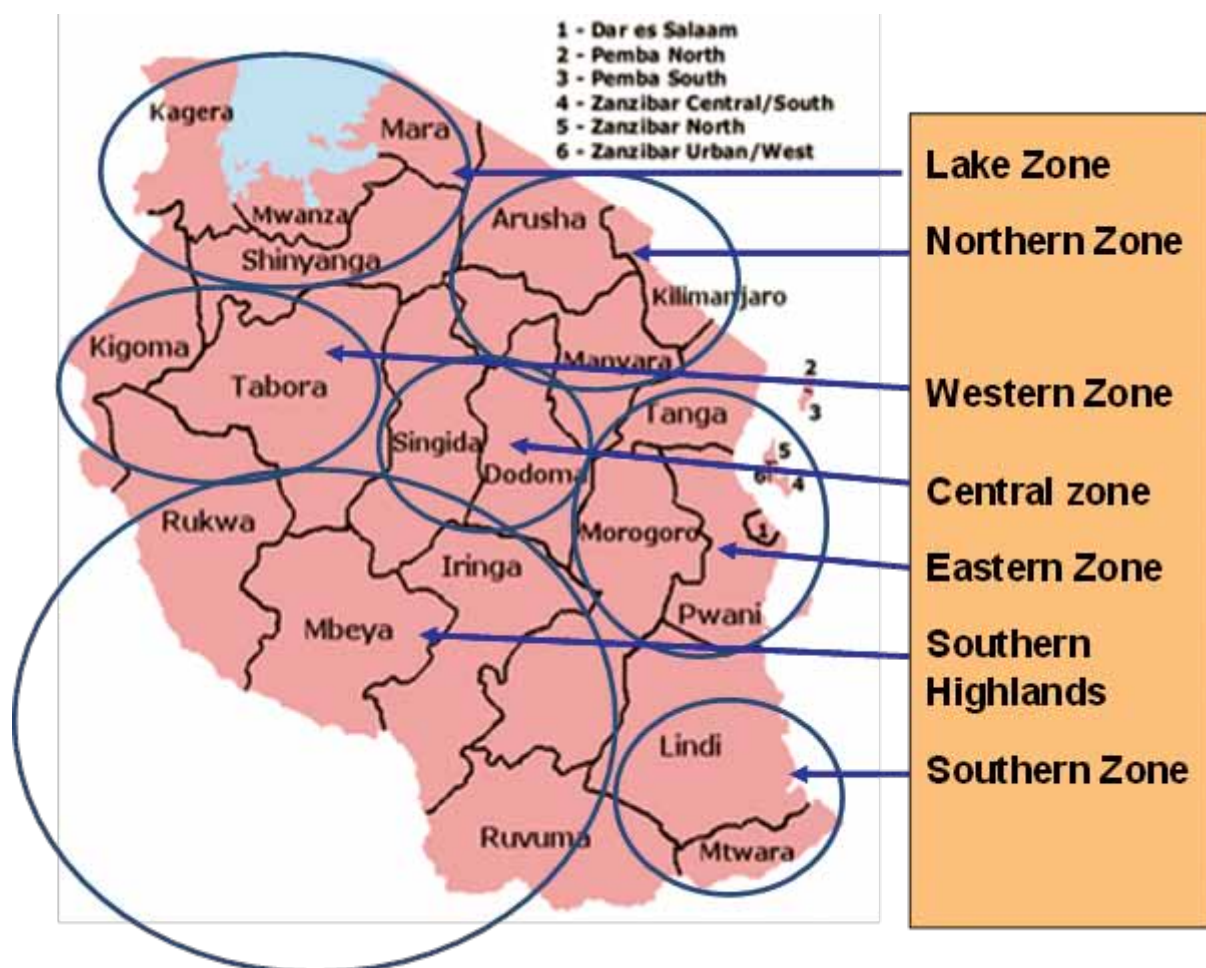 1 - Dar es Salaam
2 - Pemba North
3 - Pemba South
4 - Zanzibar Central/South
5 - Zanzibar North
6 - Zanzibar Urban/West
Kagera
Mara
Mwanza
Shinyanga
Arusha
Kilimanjaro
Kigoma
Tabora
Manyara
2
3
Tanga
Singida
Dodoma
5
6
4
Rukwa
Morogoro
1
Iringa
Mbeya
Pwani
Lindi
Ruvuma
Mtwara
Lake Zone
Northern Zone
Western Zone
Central zone
Eastern Zone
Southern
Highlands
Southern Zone